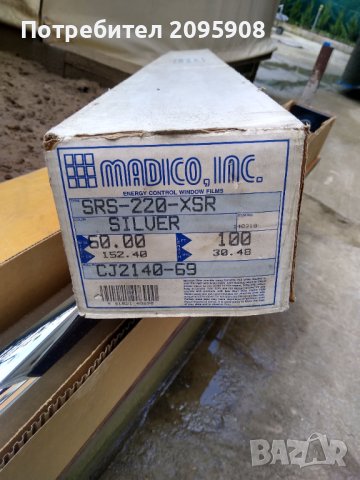 Потребител 2095908
MADICO, INC.
ENERGY CONTROL WINDOW FILMS
SRS-220-XSR
SILVER
60.00 100
152.40 30.48
CJ2140-69
BAZAR